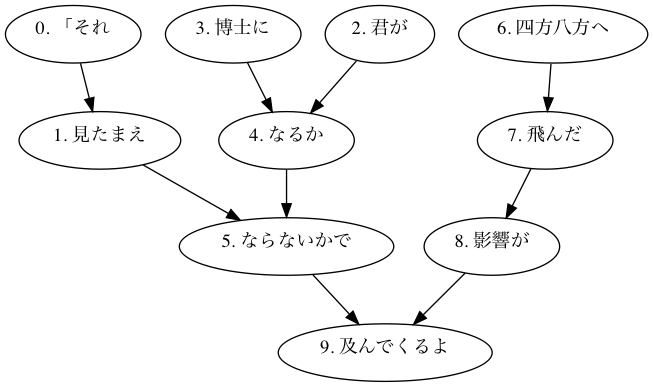 0. 「それ
3. 博士に
2. 君が
6. 四方八方へ
1. 見たまえ
4. なるか
7. 飛んだ
5. ならないかで
8. 影響が
9. 及んでくるよ